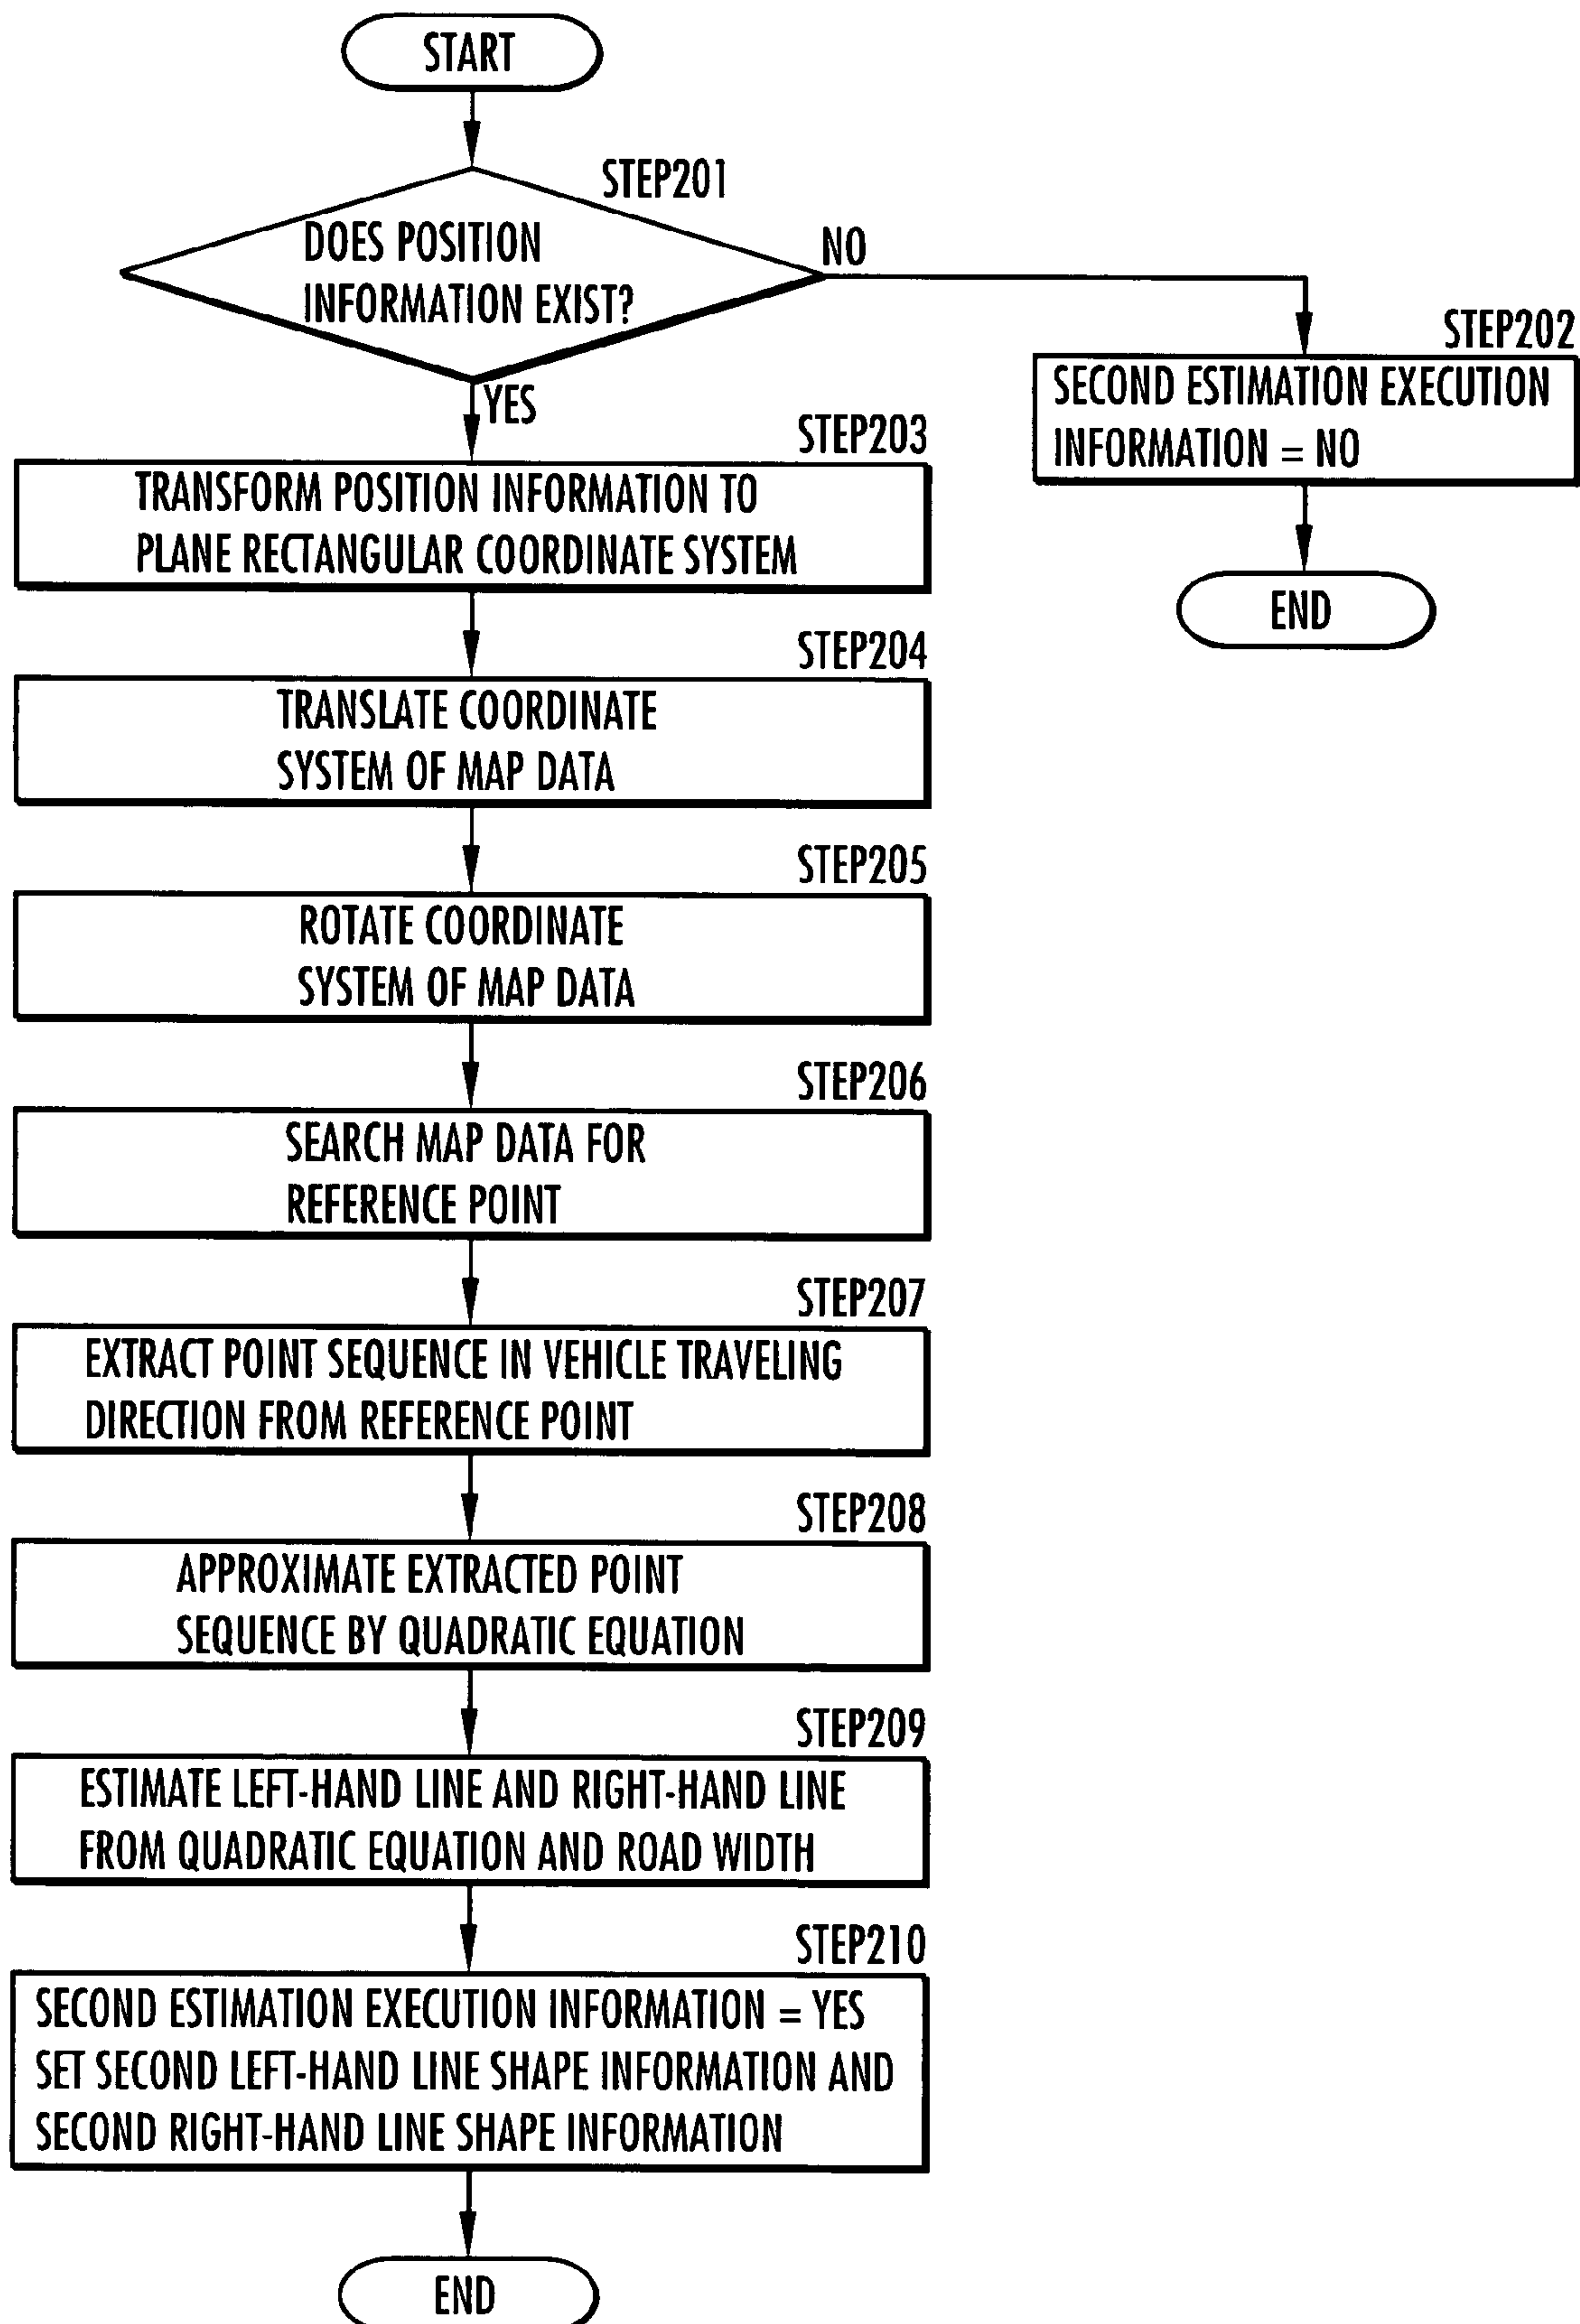 START
STEP201
DOES POSITION
INFORMATION EXIST?
NO
YES
STEP202
SECOND ESTIMATION EXECUTION
INFORMATION = NO
END
STEP203
TRANSFORM POSITION INFORMATION TO
PLANE RECTANGULAR COORDINATE SYSTEM
STEP204
TRANSLATE COORDINATE
SYSTEM OF MAP DATA
STEP205
ROTATE COORDINATE
SYSTEM OF MAP DATA
STEP206
SEARCH MAP DATA FOR
REFERENCE POINT
STEP207
EXTRACT POINT SEQUENCE IN VEHICLE TRAVELING
DIRECTION FROM REFERENCE POINT
STEP208
APPROXIMATE EXTRACTED POINT
SEQUENCE BY QUADRATIC EQUATION
STEP209
ESTIMATE LEFT-HAND LINE AND RIGHT-HAND LINE
FROM QUADRATIC EQUATION AND ROAD WIDTH
STEP210
SECOND ESTIMATION EXECUTION INFORMATION = YES
SET SECOND LEFT-HAND LINE SHAPE INFORMATION AND
SECOND RIGHT-HAND LINE SHAPE INFORMATION
END